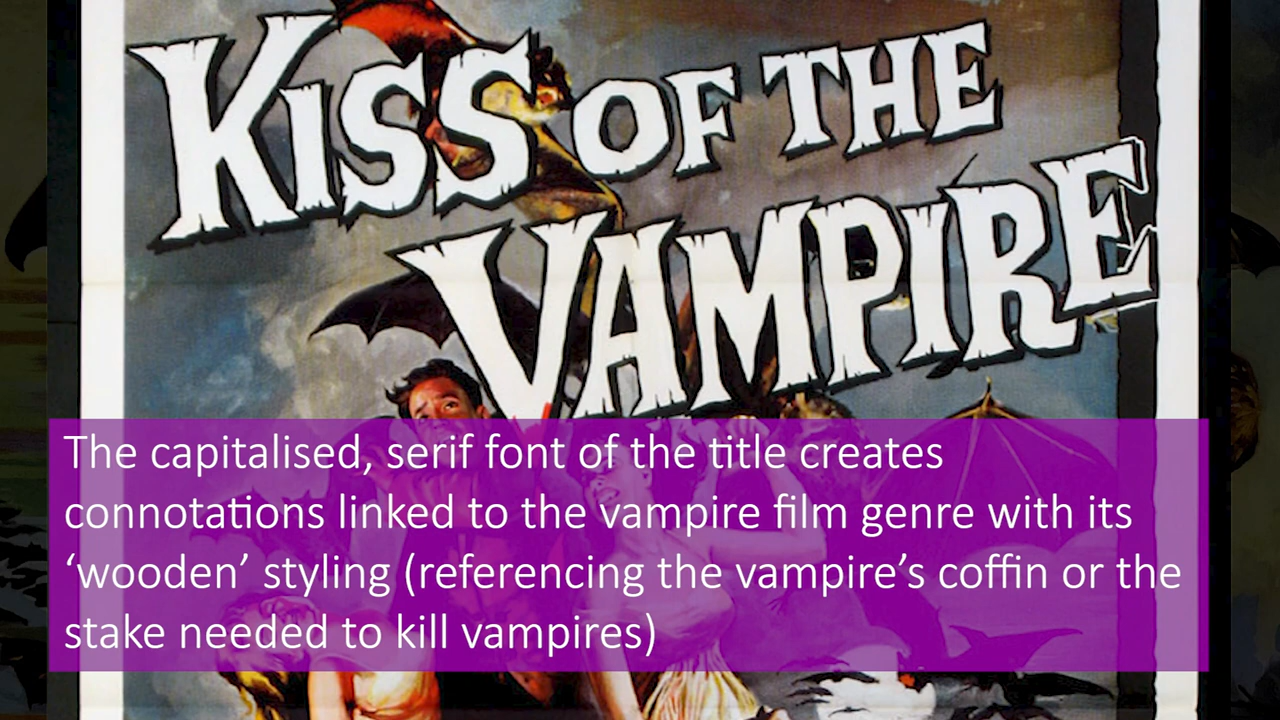 KiSS OF THE
VAMPIRE
The capitalised, serif font of the title creates
connotations linked to the vampire film genre with its
‘wooden’ styling (referencing the vampire’s coffin or the
stake needed to kill vampires)